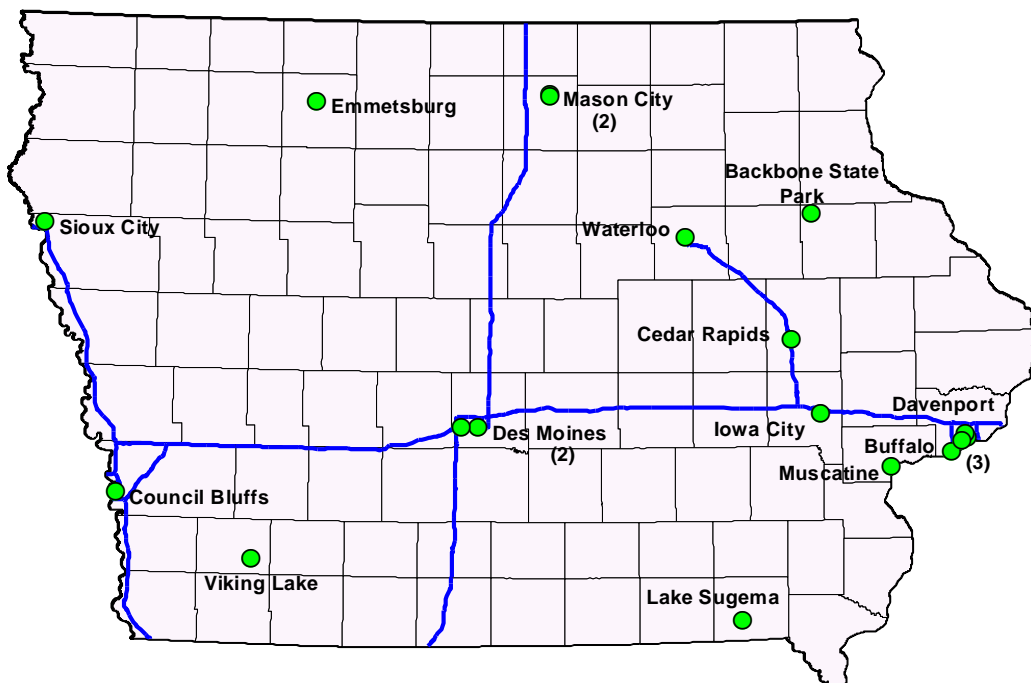 Emmetsburg
Mason City
(2)
Backbone State
Park
Sioux City
Waterloo
Cedar Rapids
Davenport
Des Moines
(2)
Iowa City
Buffalo
(3)
Muscatine
Council Bluffs
Viking Lake
Lake Sugema